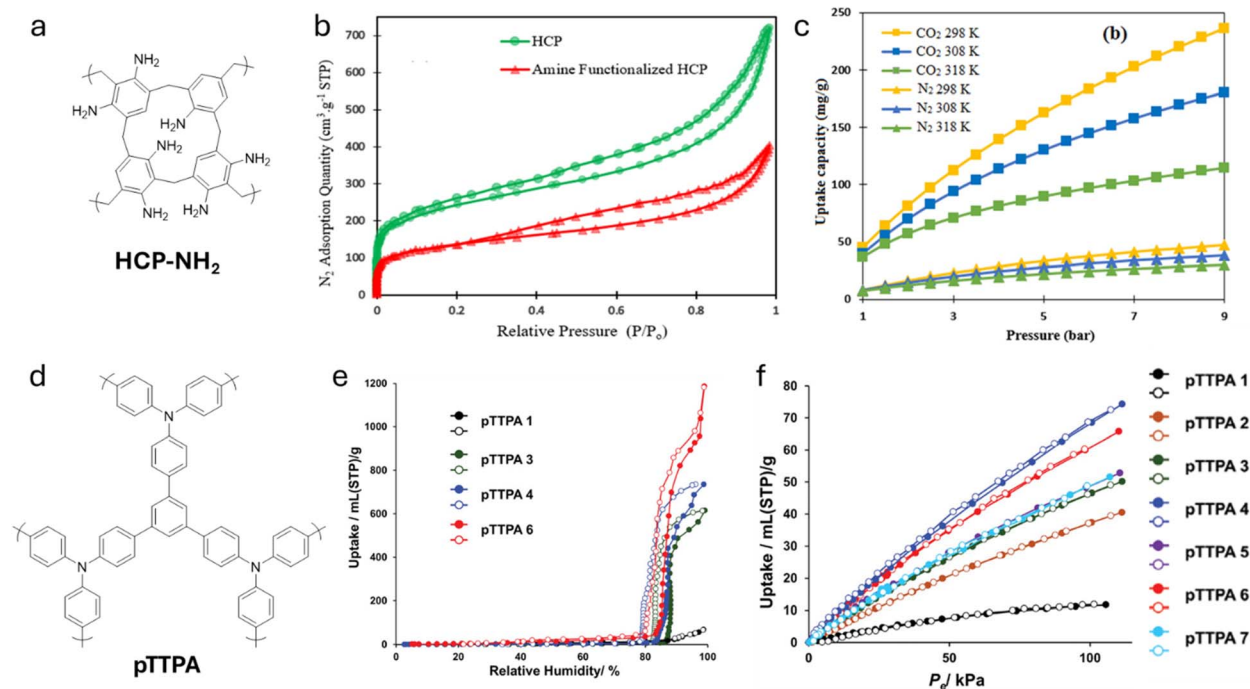 a
NH₂
NH₂
H₂N
H₂N
NH₂
NH₂
NH₂
NH₂
HCP-NH₂
b
N₂ Adsorption Quantity (cm³.g⁻¹ STP)
700
600
500
400
300
200
100
0
HCP
Amine Functionalized HCP
0
0.2
0.4
0.6
0.8
1
Relative Pressure (P/Pₒ)
c
(b)
Uptake capacity (mg/g)
250
200
150
100
50
0
CO₂ 298 K
CO₂ 308 K
CO₂ 318 K
N₂ 298 K
N₂ 308 K
N₂ 318 K
1
3
5
7
9
Pressure (bar)
d
N
N
N
pTTPA
e
Uptake / mL(STP)/g
1200
1000
800
600
400
200
0
pTTPA 1
pTTPA 3
pTTPA 4
pTTPA 6
0
20
40
60
80
100
Relative Humidity/ %
f
Uptake / mL(STP)/g
80
70
60
50
40
30
20
10
0
0
50
100
Pₑ/ kPa
pTTPA 1
pTTPA 2
pTTPA 3
pTTPA 4
pTTPA 5
pTTPA 6
pTTPA 7